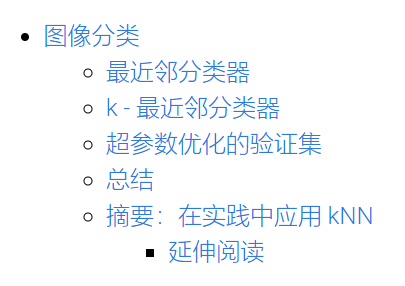 图像分类
最近邻分类器
k - 最近邻分类器
超参数优化的验证集
总结
摘要：在实践中应用 kNN
延伸阅读